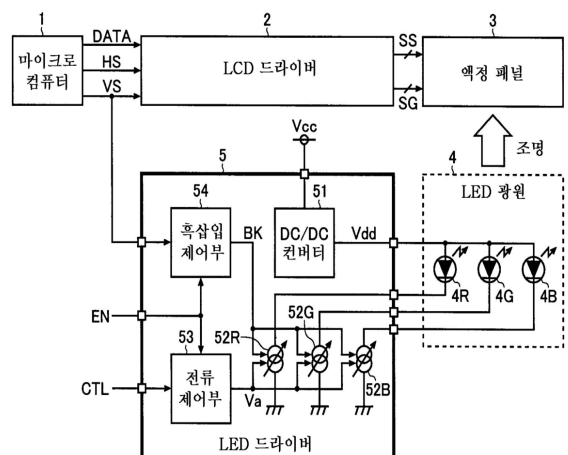 1
2
3
마이크로
컴퓨터
DATA
HS
VS
LCD 드라이버
SS
SG
액정 패널
조명
Vcc
5
4
LED 광원
54
흑삽입
제어부
BK
51
DC/DC
컨버터
Vdd
4R
4G
4B
EN
53
전류
제어부
CTL
Va
52R
52G
52B
LED 드라이버